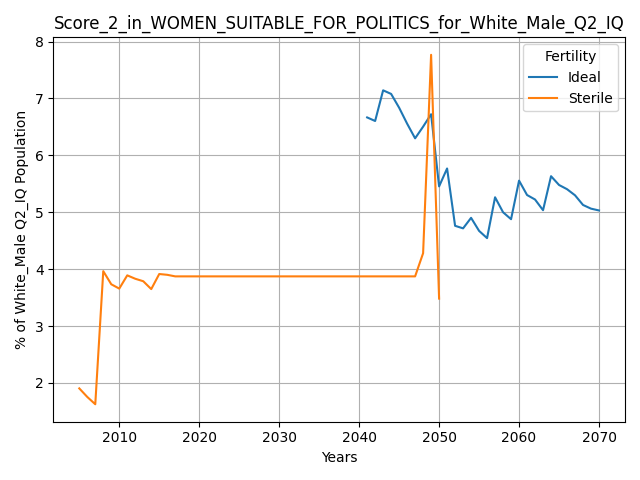 Score_2_in_WOMEN_SUITABLE_FOR_POLITICS_for_White_Male_Q2_IQ
Fertility
Ideal
Sterile
% of White_Male Q2_IQ Population
8
7
6
5
4
3
2
2010 2020 2030 2040 2050 2060 2070
Years